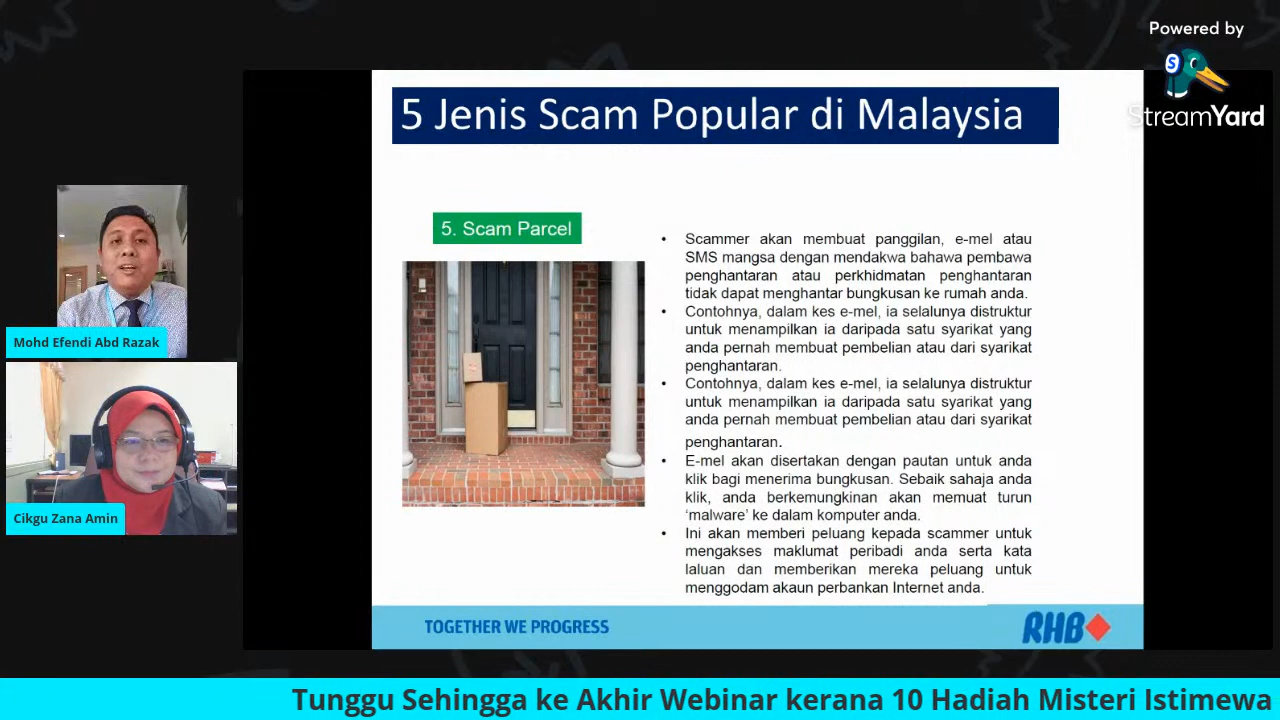 Powered by
StreamYard
5 Jenis Scam Popular di Malaysia
5. Scam Parcel
• Scammer akan membuat panggilan, e-mel atau
SMS mangsa dengan mendakwa bahawa pembawa
penghantaran atau perkhidmatan penghantaran
tidak dapat menghantar bungkusan ke rumah anda.
• Contohnya, dalam kes e-mel, ia selalunya distruktur
untuk menampilkan ia daripada satu syarikat yang
anda pernah membuat pembelian atau dari syarikat
penghantaran.
• Contohnya, dalam kes e-mel, ia selalunya distruktur
untuk menampilkan ia daripada satu syarikat yang
anda pernah membuat pembelian atau dari syarikat
penghantaran.
• E-mel akan disertakan dengan pautan untuk anda
klik bagi menerima bungkusan. Sebaik sahaja anda
klik, anda berkemungkinan akan memuat turun
‘malware’ ke dalam komputer anda.
• Ini akan memberi peluang kepada scammer untuk
mengakses maklumat peribadi anda serta kata
laluan dan memberikan mereka peluang untuk
menggodam akaun perbankan Internet anda.
Mohd Efendi Abd Razak
Cikgu Zana Amin
TOGETHER WE PROGRESS
RHB
Tunggu Sehingga ke Akhir Webinar kerana 10 Hadiah Misteri Istimewa